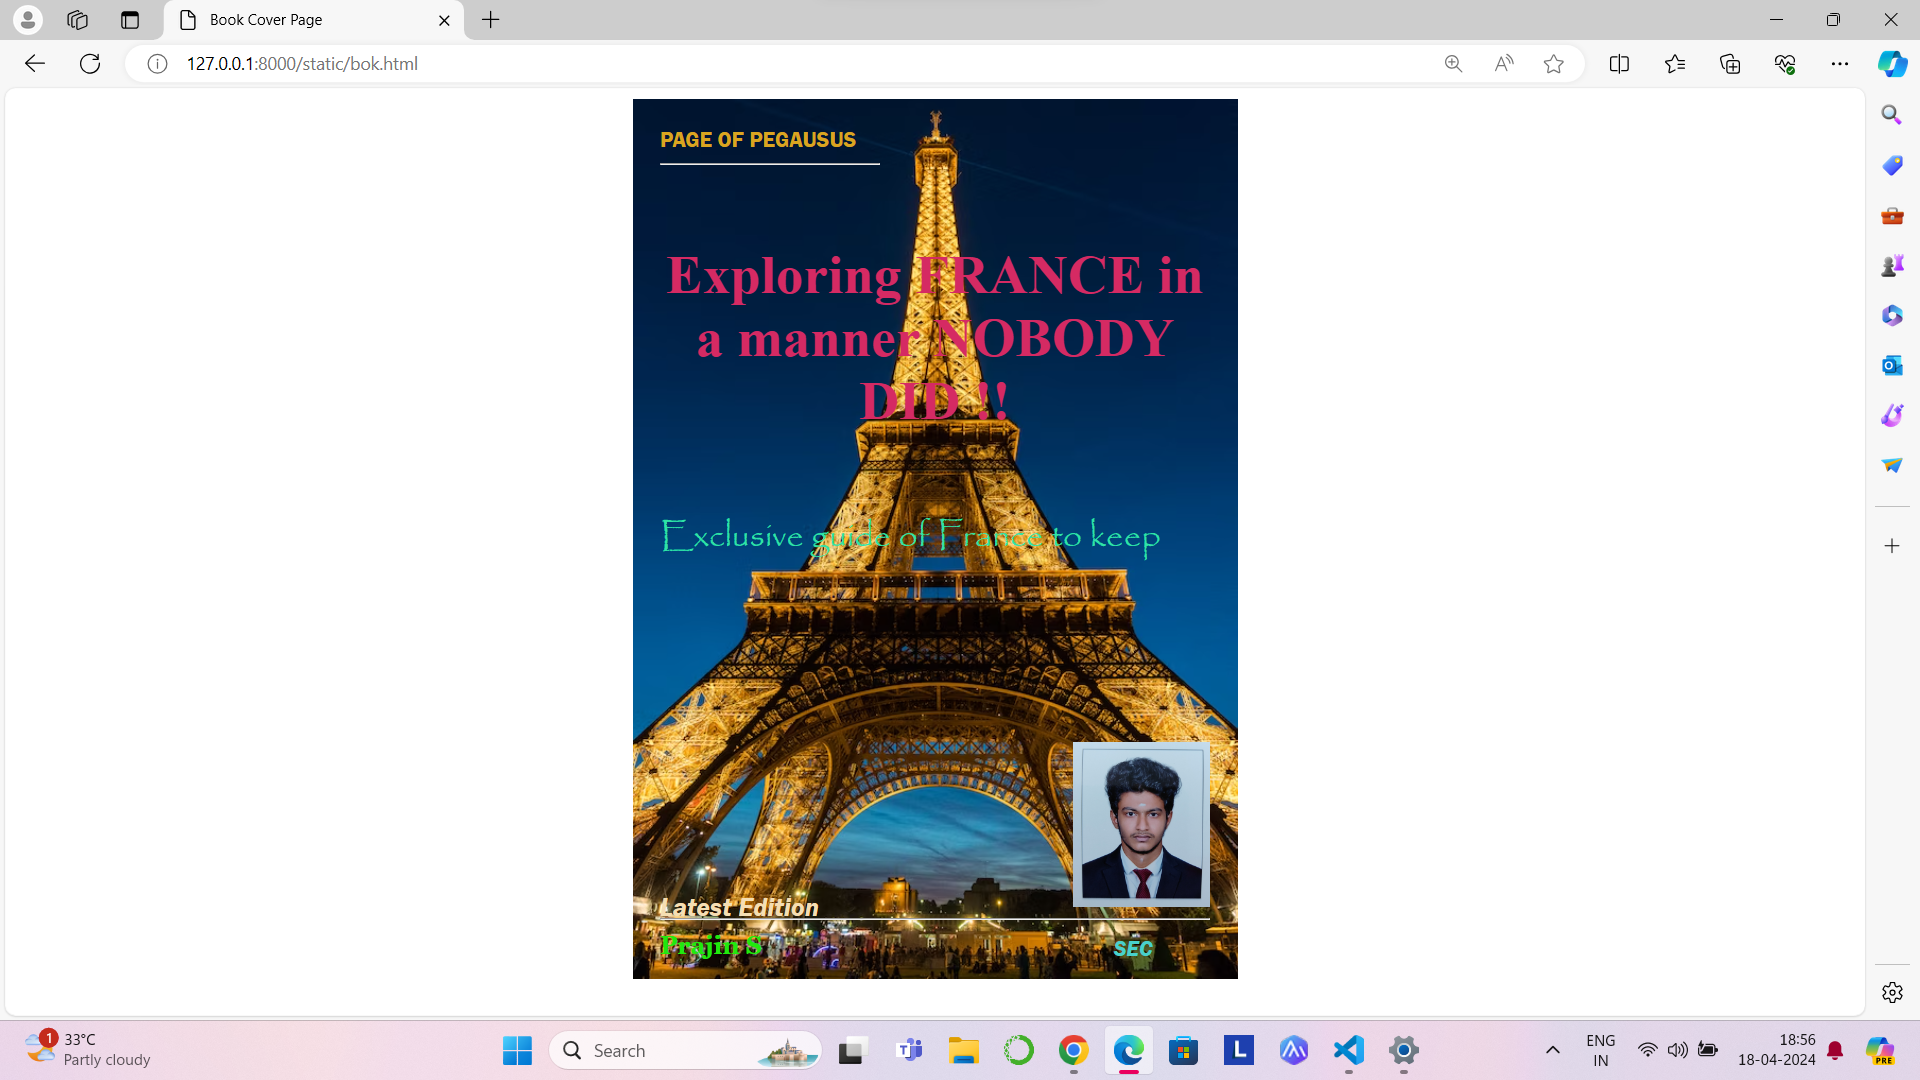 Book Cover Page
127.0.0.1:8000/static/bok.html
PAGE OF PEGAUSUS
Exploring FRANCE in
a manner NOBODY
DID !!
Exclusive guide of France to keep
Latest Edition
Prajin S
SEC
1
33°C
Partly cloudy
Search
L
ENG
IN
18:56
18-04-2024
PRE